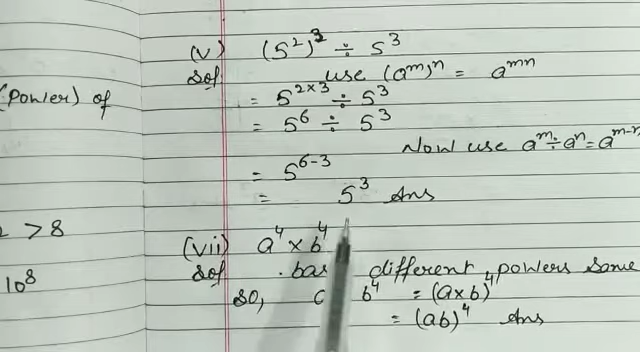 (v) (5²)³ ÷ 5³
Sol use (aᵐ)ⁿ = aᵐⁿ
(Power) of
= 5²ˣ³ ÷ 5³
= 5⁶ ÷ 5³
Now use aᵐ÷aⁿ=aᵐ⁻ⁿ
= 5⁶⁻³
= 5³ Ans
>8
(vii) a⁴ × b⁴
Sol different, powers same
10⁸
so, b⁴ = (a×b)⁴
= (ab)⁴ Ans